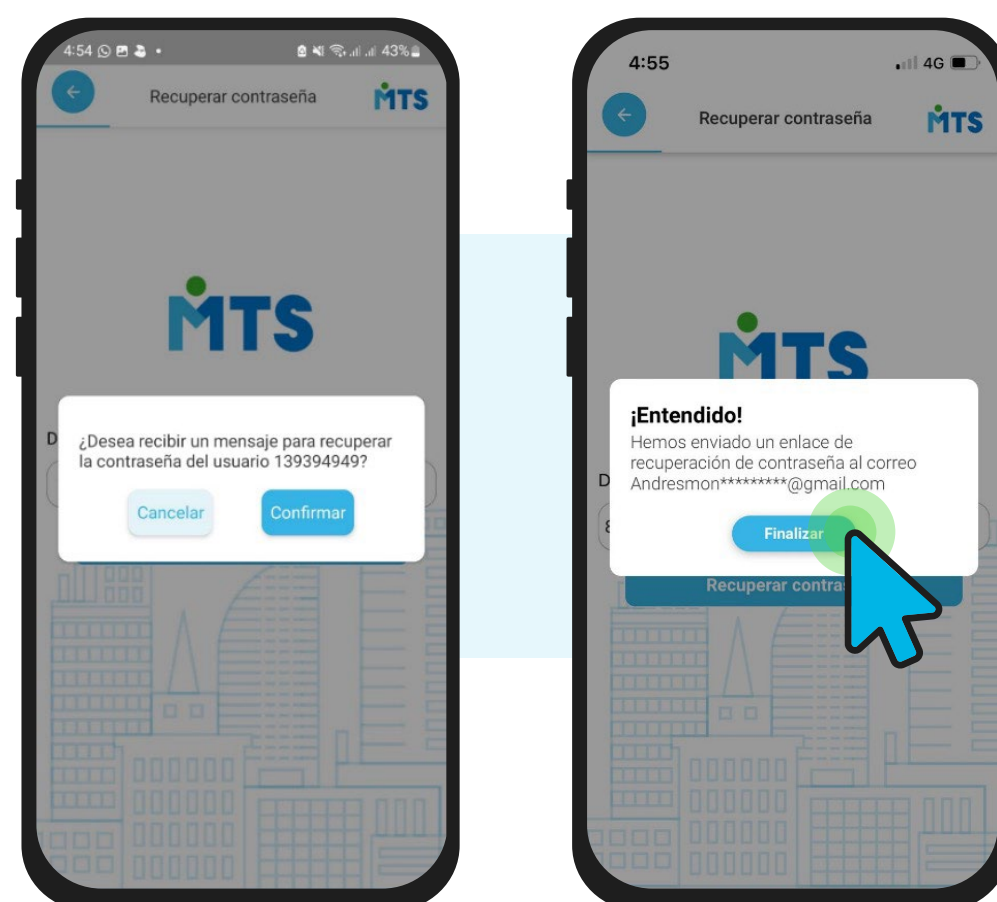 4:54
43%
Recuperar contraseña
MTS
MTS
D
¿Desea recibir un mensaje para recuperar
la contraseña del usuario 139394949?
Cancelar
Confirmar
4:55
4G
Recuperar contraseña
MTS
MTS
¡Entendido!
Hemos enviado un enlace de
recuperación de contraseña al correo
Andresmon*********@gmail.com
D
Finalizar
Recuperar contra